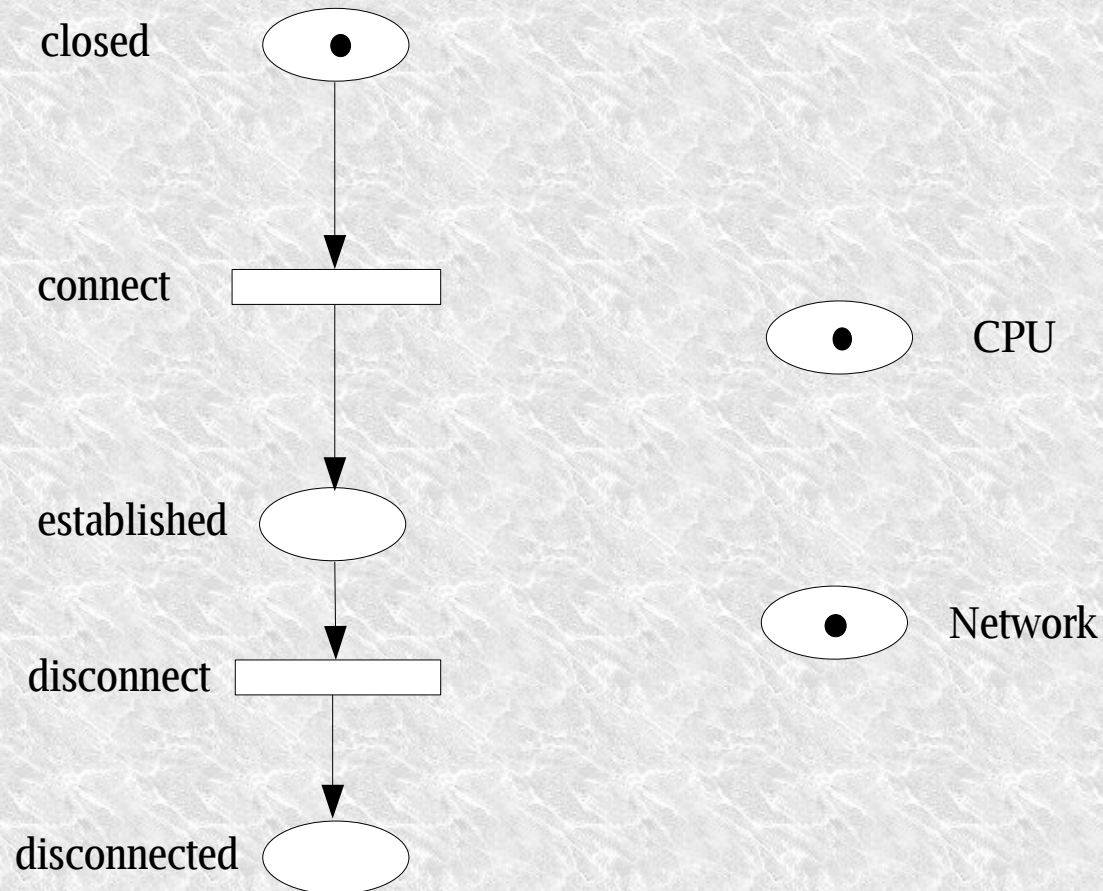 closed
connect
CPU
established
Network
disconnect
disconnected